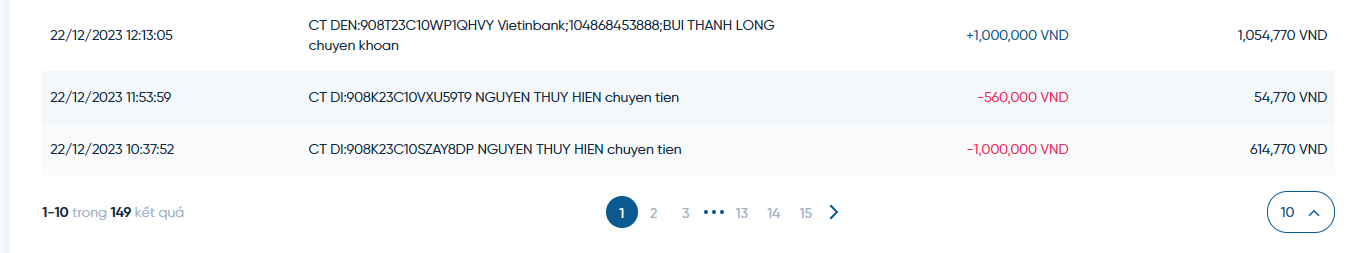 CT DEN:908T23C10WP1QHVY Vietinbank;104868453888;BUI THANH LONG
22/12/2023 12:13:05 +1,000,000 VND 1,054,770 VND
chuyen khoan
22/12/2023 11:53:59 CT DI:908K23C10VXU59T9 NGUYEN THUY HIEN chuyen tien -560,000 VND 54,770 VND
22/12/2023 10:37:52 CT DI:908K23C10SZAY8DP NGUYEN THUY HIEN chuyen tien -1,000,000 VND 614,770 VND
1-10 trong 149 kết quả 1 2 3 ••• 13 14 15 10